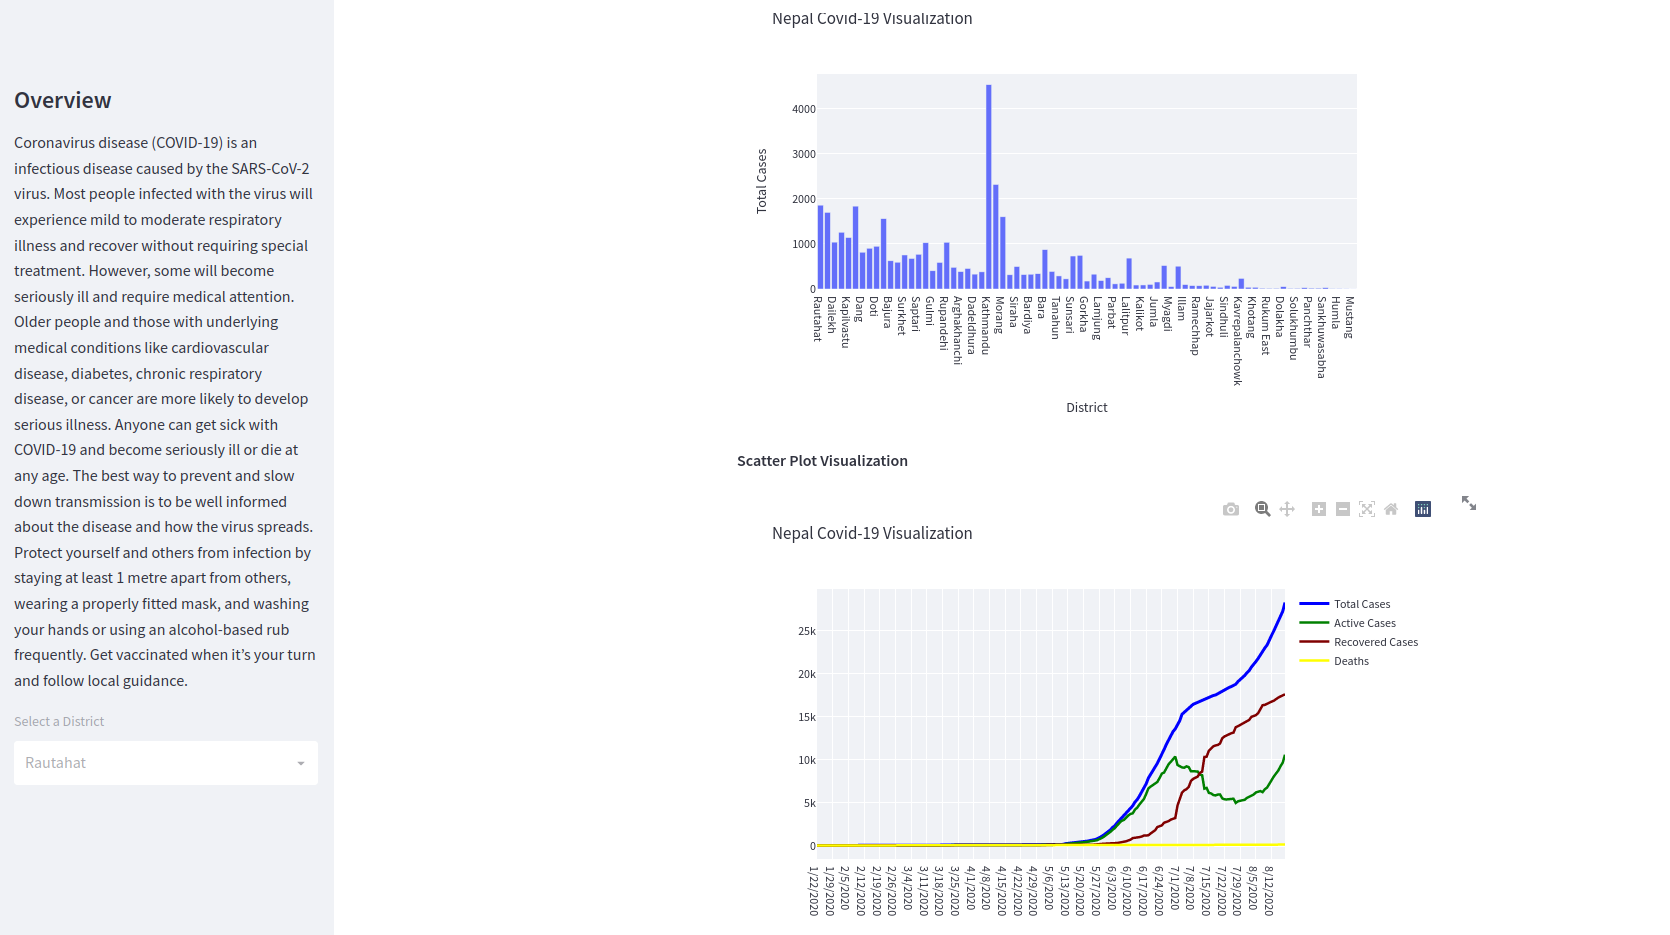 Overview
Coronavirus disease (COVID-19) is an
infectious disease caused by the SARS-CoV-2
virus. Most people infected with the virus will
experience mild to moderate respiratory
illness and recover without requiring special
treatment. However, some will become
seriously ill and require medical attention.
Older people and those with underlying
medical conditions like cardiovascular
disease, diabetes, chronic respiratory
disease, or cancer are more likely to develop
serious illness. Anyone can get sick with
COVID-19 and become seriously ill or die at
any age. The best way to prevent and slow
down transmission is to be well informed
about the disease and how the virus spreads.
Protect yourself and others from infection by
staying at least 1 metre apart from others,
wearing a properly fitted mask, and washing
your hands or using an alcohol-based rub
frequently. Get vaccinated when it’s your turn
and follow local guidance.
Select a District
Rautahat
Nepal Covid-19 Visualization
Total Cases
4000
3000
2000
1000
0
Rautahat
Dailekh
Kapilvastu
Dang
Doti
Bajura
Surkhet
Saptari
Gulmi
Rupandehi
Arghakhanchi
Dadeldhura
Kathmandu
Morang
Siraha
Bardiya
Bara
Tanahun
Sunsari
Gorkha
Lamjung
Parbat
Lalitpur
Kalikot
Jumla
Myagdi
Illam
Ramechhap
Jajarkot
Sindhuli
Kavrepalanchowk
Khotang
Rukum East
Dolakha
Solukhumbu
Panchthar
Sankhuwasabha
Humla
Mustang
District
Scatter Plot Visualization
Nepal Covid-19 Visualization
25k
20k
15k
10k
5k
0
1/22/2020
1/29/2020
2/5/2020
2/12/2020
2/19/2020
2/26/2020
3/4/2020
3/11/2020
3/18/2020
3/25/2020
4/1/2020
4/8/2020
4/15/2020
4/22/2020
4/29/2020
5/6/2020
5/13/2020
5/20/2020
5/27/2020
6/3/2020
6/10/2020
6/17/2020
6/24/2020
7/1/2020
7/8/2020
7/15/2020
7/22/2020
7/29/2020
8/5/2020
8/12/2020
Total Cases
Active Cases
Recovered Cases
Deaths